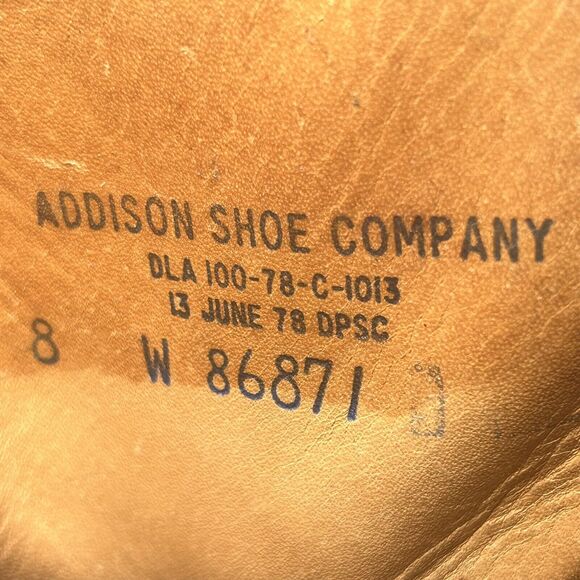 ADDISON SHOE COMPANY
DLA 100-78-C-1013
13 JUNE 78 DPSC
8 W 86871